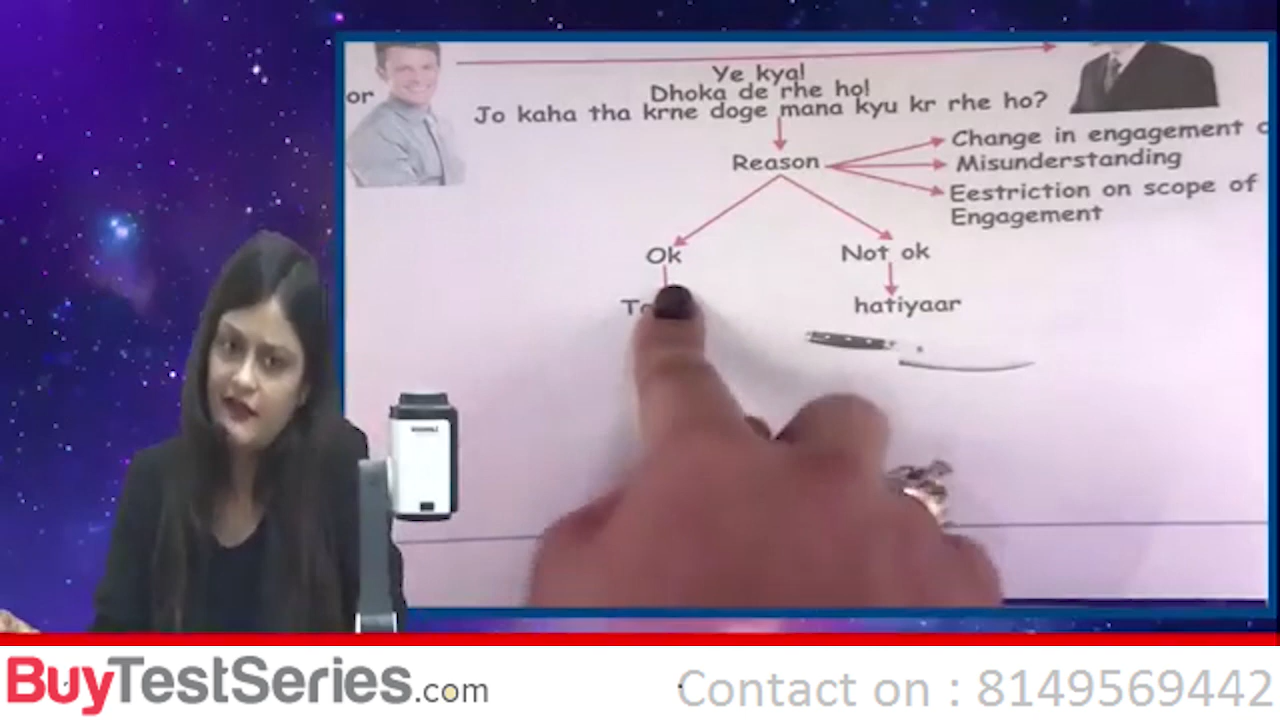 or
Ye kya!
Dhoka de rhe ho!
Jo kaha tha krne doge mana kyu kr rhe ho?
Reason
Change in engagement
Misunderstanding
Eestriction on scope of
Engagement
Ok
Not ok
hatiyaar
BuyTestSeries.com
Contact on : 8149569442